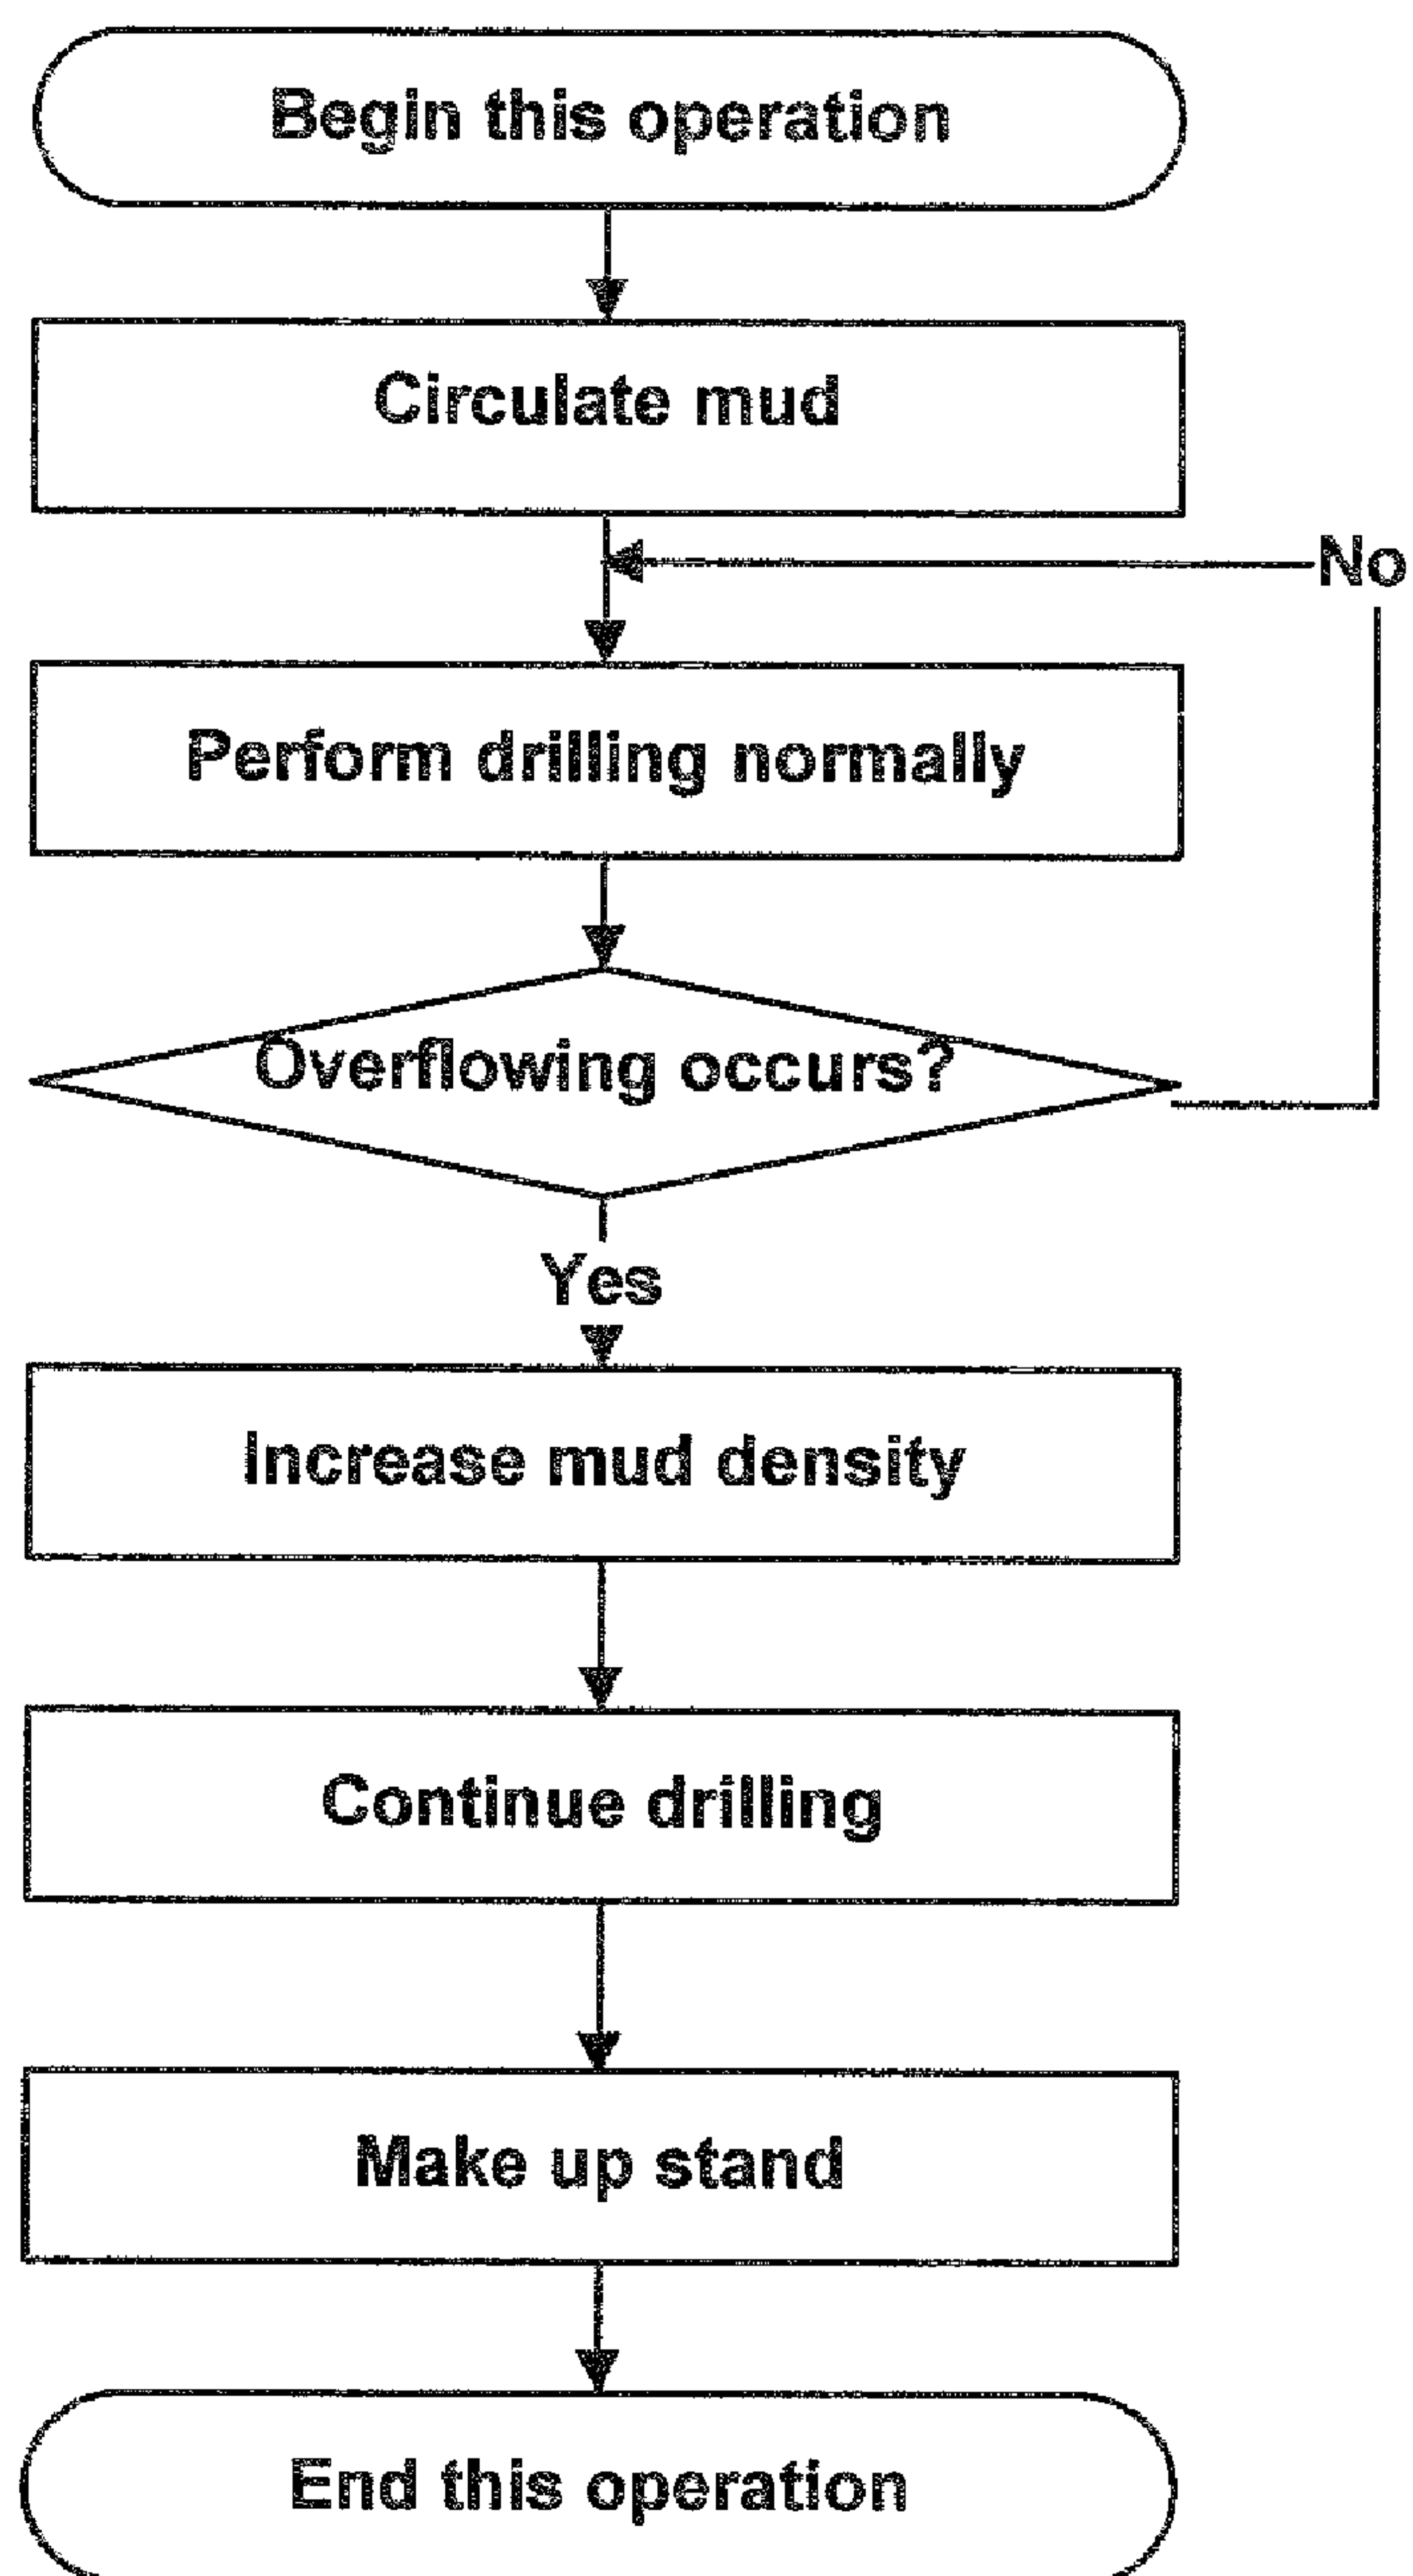 Begin this operation
Circulate mud
No
Perform drilling normally
Overflowing occurs?
Yes
Increase mud density
Continue drilling
Make up stand
End this operation